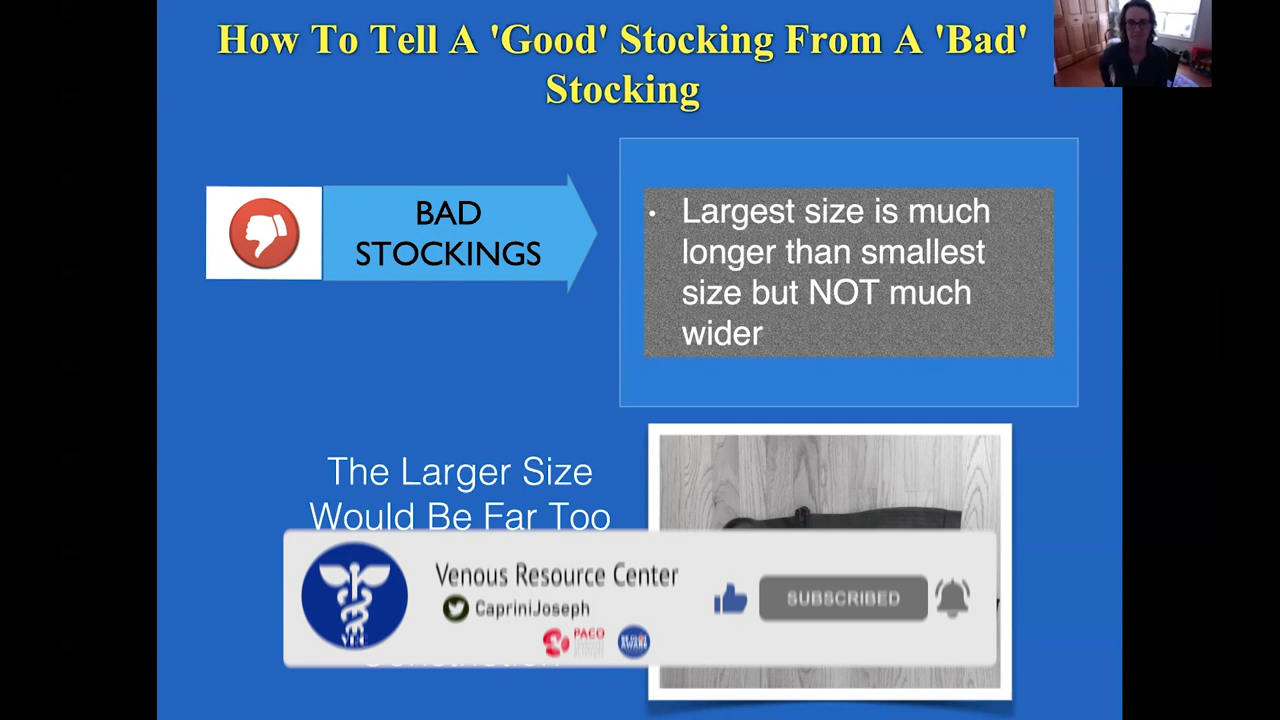 How To Tell A 'Good' Stocking From A 'Bad'
Stocking
BAD
STOCKINGS
• Largest size is much
longer than smallest
size but NOT much
wider
The Larger Size
Would Be Far Too
Venous Resource Center
CapriniJoseph
PACO
SUBSCRIBED